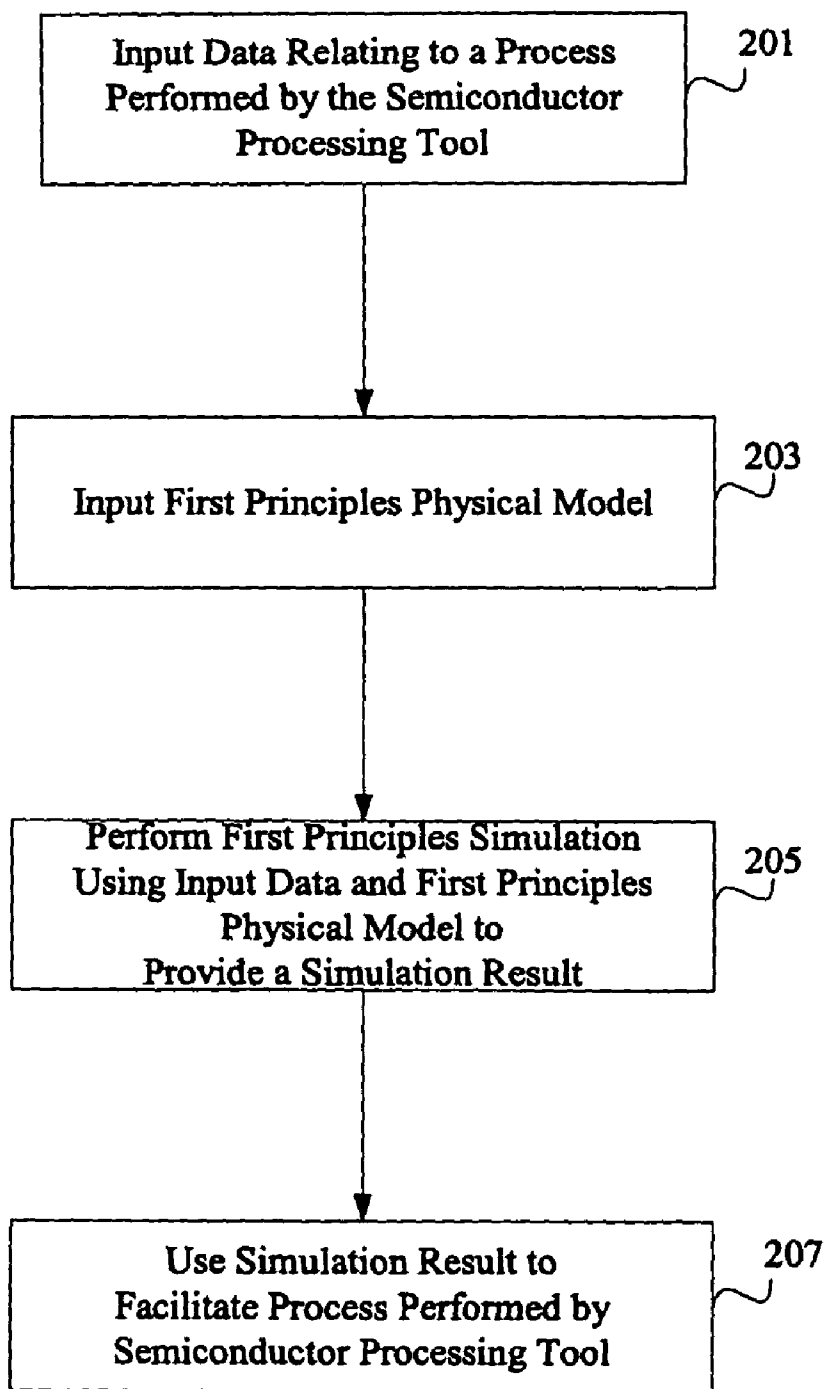 Input Data Relating to a Process
Performed by the Semiconductor
Processing Tool
201
Input First Principles Physical Model
203
Perform First Principles Simulation
Using Input Data and First Principles
Physical Model to
Provide a Simulation Result
205
Use Simulation Result to
Facilitate Process Performed by
Semiconductor Processing Tool
207